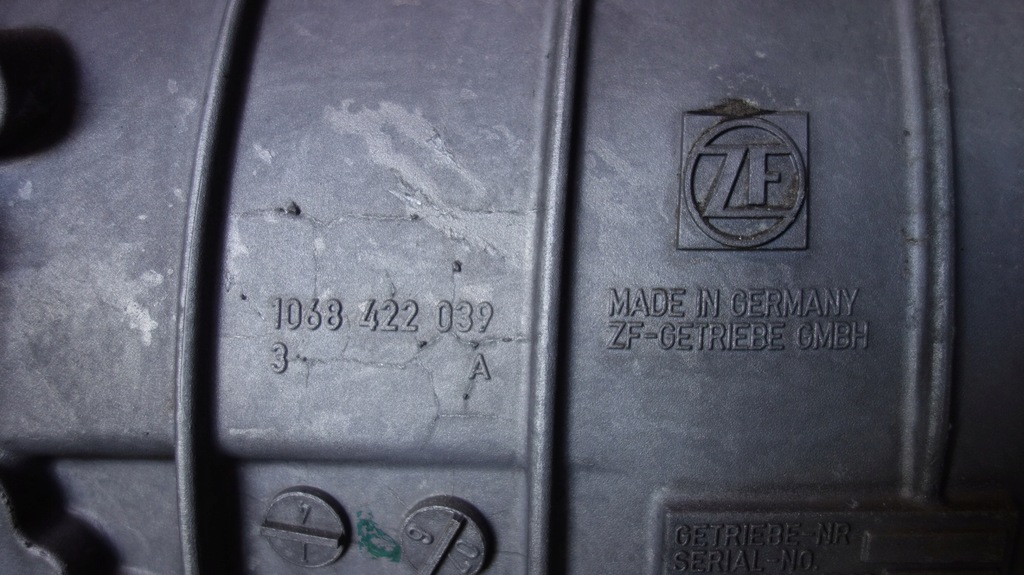 ZF
1068 422 039
3 A
MADE IN GERMANY
ZF-GETRIEBE GMBH
GETRIEBE-NR
SERIAL-NO.